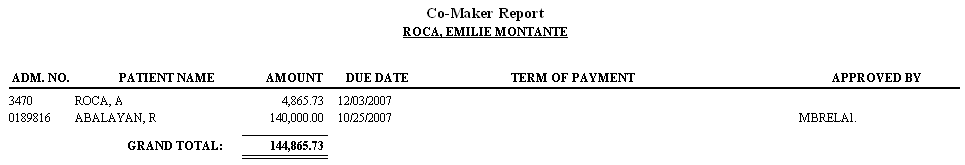 Co-Maker Report
ROCA, EMILIE MONTANTE
ADM. NO. PATIENT NAME AMOUNT DUE DATE TERM OF PAYMENT APPROVED BY
3470 ROCA, A 4,865.73 12/03/2007
0189816 ABALAYAN, R 140,000.00 10/25/2007 MBRELA1.
GRAND TOTAL: 144,865.73